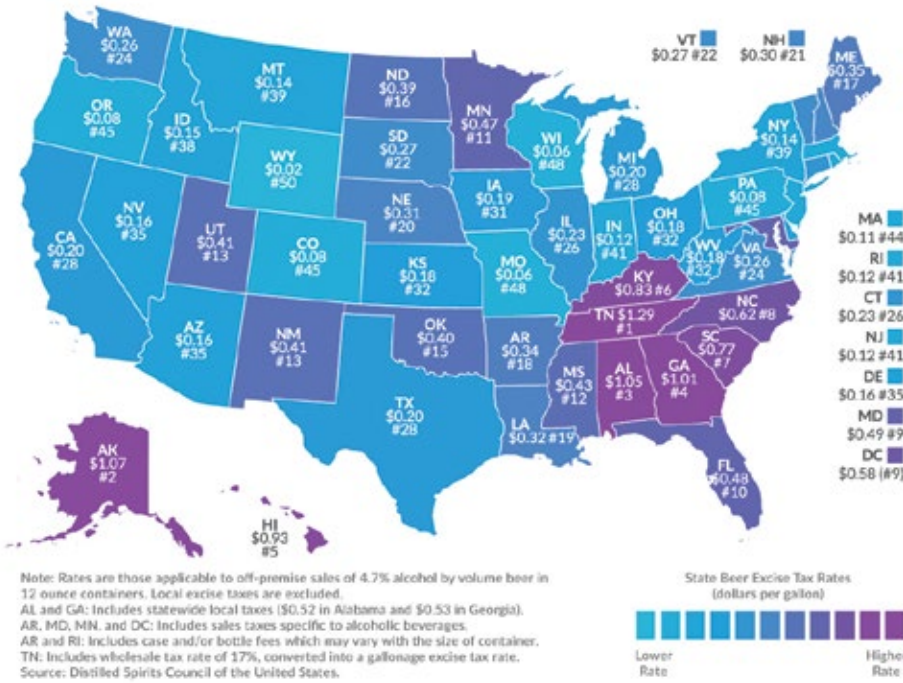 WA
$0.26
#24
MT
$0.14
#39
ND
$0.39
#16
MN
$0.47
#11
VT
$0.27 #22
NH
$0.30 #21
ME
$0.35
#17
OR
$0.08
#45
ID
$0.15
#38
WY
$0.02
#50
SD
$0.27
#22
WI
$0.06
#48
MI
$0.20
#28
NY
$0.14
#39
NV
$0.16
#35
UT
$0.41
#13
CO
$0.08
#45
NE
$0.31
#20
IA
$0.19
#31
IL
$0.23
#26
IN
$0.12
#41
OH
$0.18
#32
PA
$0.08
#45
CA
$0.20
#28
KS
$0.18
#32
MO
$0.06
#48
KY
$0.83 #6
WV
$0.18
#32
VA
$0.26
#24
MA
$0.11 #44
RI
$0.12 #41
CT
$0.23 #26
NJ
$0.12 #41
DE
$0.16 #35
MD
$0.49 #9
DC
$0.58 (#9)
AZ
$0.16
#35
NM
$0.41
#13
OK
$0.40
#15
AR
$0.34
#18
TN $1.29
#1
NC
$0.62 #8
SC
$0.77
#7
TX
$0.20
#28
LA
$0.32 #19
MS
$0.43
#12
AL
$1.05
#3
GA
$1.01
#4
FL
$0.48
#10
AK
$1.07
#2
HI
$0.93
#5
Note: Rates are those applicable to off-premise sales of 4.7% alcohol by volume beer in
12 ounce containers. Local excise taxes are excluded.
AL and GA: Includes statewide local taxes ($0.52 in Alabama and $0.53 in Georgia).
AR, MD, MN, and DC: Includes sales taxes specific to alcoholic beverages.
AR and RI: Includes case and/or bottle fees which may vary with the size of container.
TN: Includes wholesale tax rate of 17%, converted into a gallonage excise tax rate.
Source: Distilled Spirits Council of the United States.
State Beer Excise Tax Rates
(dollars per gallon)
Lower
Rate
Highe
Rate